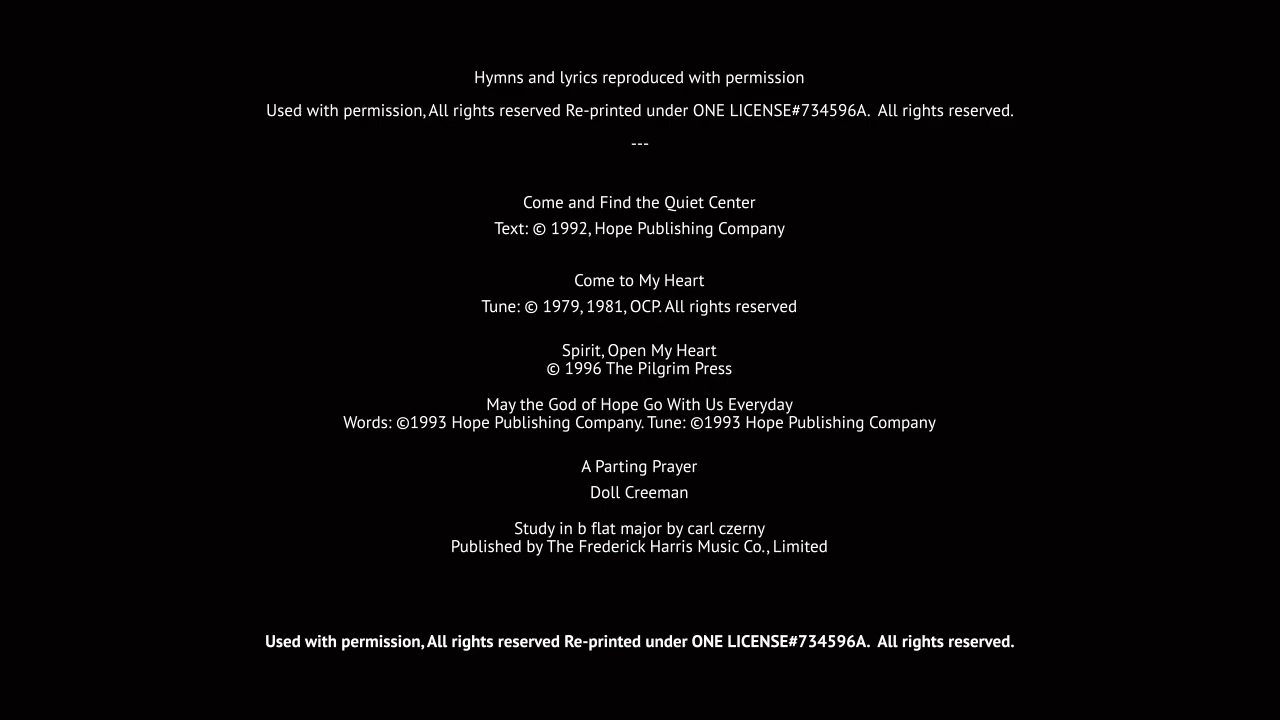 Hymns and lyrics reproduced with permission
Used with permission, All rights reserved Re-printed under ONE LICENSE#734596A.  All rights reserved.
---
Come and Find the Quiet Center
Text: © 1992, Hope Publishing Company
Come to My Heart
Tune: © 1979, 1981, OCP. All rights reserved
Spirit, Open My Heart
© 1996 The Pilgrim Press
May the God of Hope Go With Us Everyday
Words: ©1993 Hope Publishing Company. Tune: ©1993 Hope Publishing Company
A Parting Prayer
Doll Creeman
Study in b flat major by carl czerny
Published by The Frederick Harris Music Co., Limited
Used with permission, All rights reserved Re-printed under ONE LICENSE#734596A.  All rights reserved.